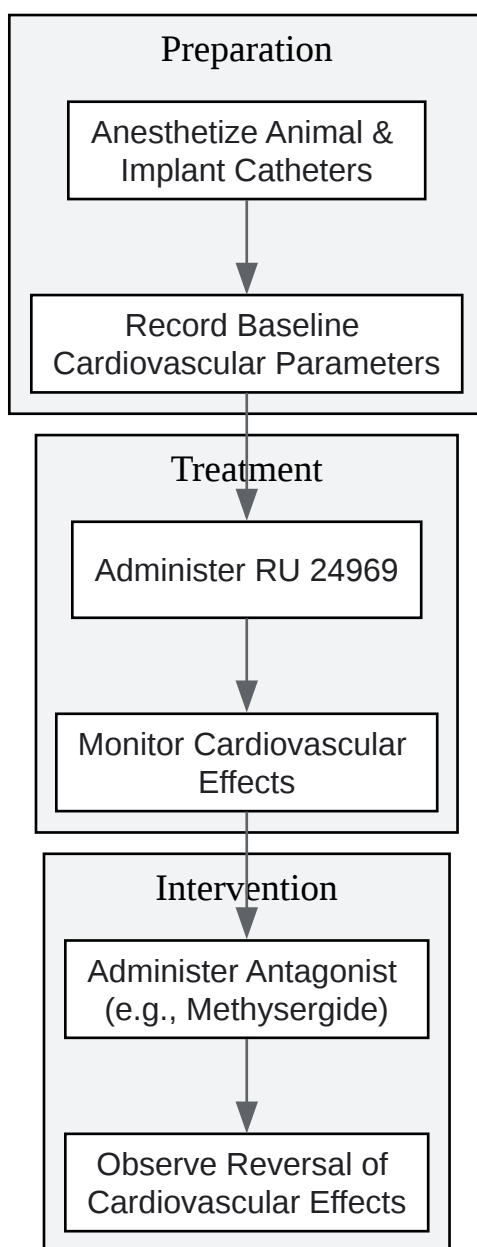 Preparation
Anesthetize Animal &
Implant Catheters
Record Baseline
Cardiovascular Parameters
Treatment
Administer RU 24969
Monitor Cardiovascular
Effects
Intervention
Administer Antagonist
(e.g., Methysergide)
Observe Reversal of
Cardiovascular Effects